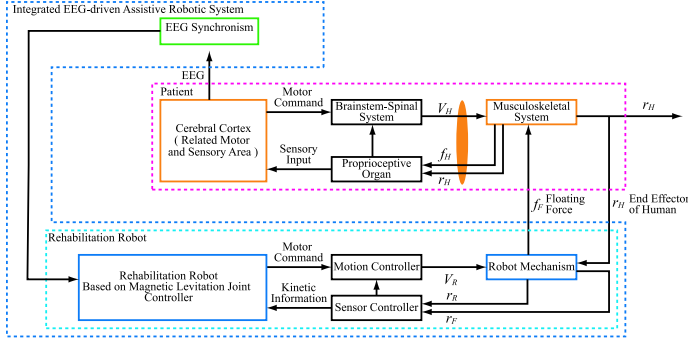 Integrated EEG-driven Assistive Robotic System
EEG Synchronism
EEG
Patient
Motor
Command
Brainstem-Spinal
System
V_H
Musculoskeletal
System
r_H
Cerebral Cortex
( Related Motor
and Sensory Area )
Sensory
Input
Proprioceptive
Organ
f_H
r_H
f_F Floating
Force
r_H End Effector
of Human
Rehabilitation Robot
Motor
Command
Rehabilitation Robot
Based on Magnetic Levitation Joint
Controller
Motion Controller
V_R
Robot Mechanism
Kinetic
Information
Sensor Controller
r_R
r_F